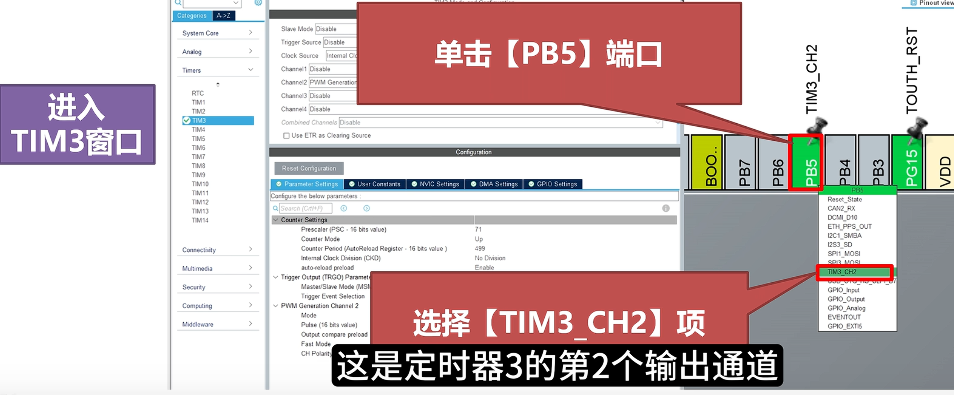 Pinout view
Categories
A->Z
System Core
Analog
Timers
RTC
TIM1
TIM2
TIM3
TIM4
TIM5
TIM6
TIM7
TIM8
TIM9
TIM10
TIM11
TIM12
TIM13
TIM14
Connectivity
Multimedia
Security
Computing
Middleware
进入
TIM3窗口
Slave Mode Disable
Trigger Source Disable
Clock Source Internal Clo
Channel1 Disable
Channel2 PWM Generation
Channel3 Disable
Channel4 Disable
Combined Channels Disable
Use ETR as Clearing Source
Configuration
Reset Configuration
Parameter Settings
User Constants
NVIC Settings
DMA Settings
GPIO Settings
Configure the below parameters :
Search (Ctrl+F)
Counter Settings
Prescaler (PSC - 16 bits value) 71
Counter Mode Up
Counter Period (AutoReload Register - 16 bits value ) 499
Internal Clock Division (CKD) No Division
auto-reload preload Enable
Trigger Output (TRGO) Parameters
Master/Slave Mode (MSM
Trigger Event Selection
PWM Generation Channel 2
Mode
Pulse (16 bits value)
Output compare preload
Fast Mode
CH Polarity
单击【PB5】端口
TIM3_CH2
TOUTH_RST
BOO..
PB7
PB6
PB5
PB4
PB3
PG15
VDD
PB5
Reset_State
CAN2_RX
DCMI_D10
ETH_PPS_OUT
I2C1_SMBA
I2S3_SD
SPI1_MOSI
SPI3_MOSI
TIM3_CH2
GPIO_Input
GPIO_Output
GPIO_Analog
EVENTOUT
GPIO_EXTI5
选择【TIM3_CH2】项
这是定时器3的第2个输出通道